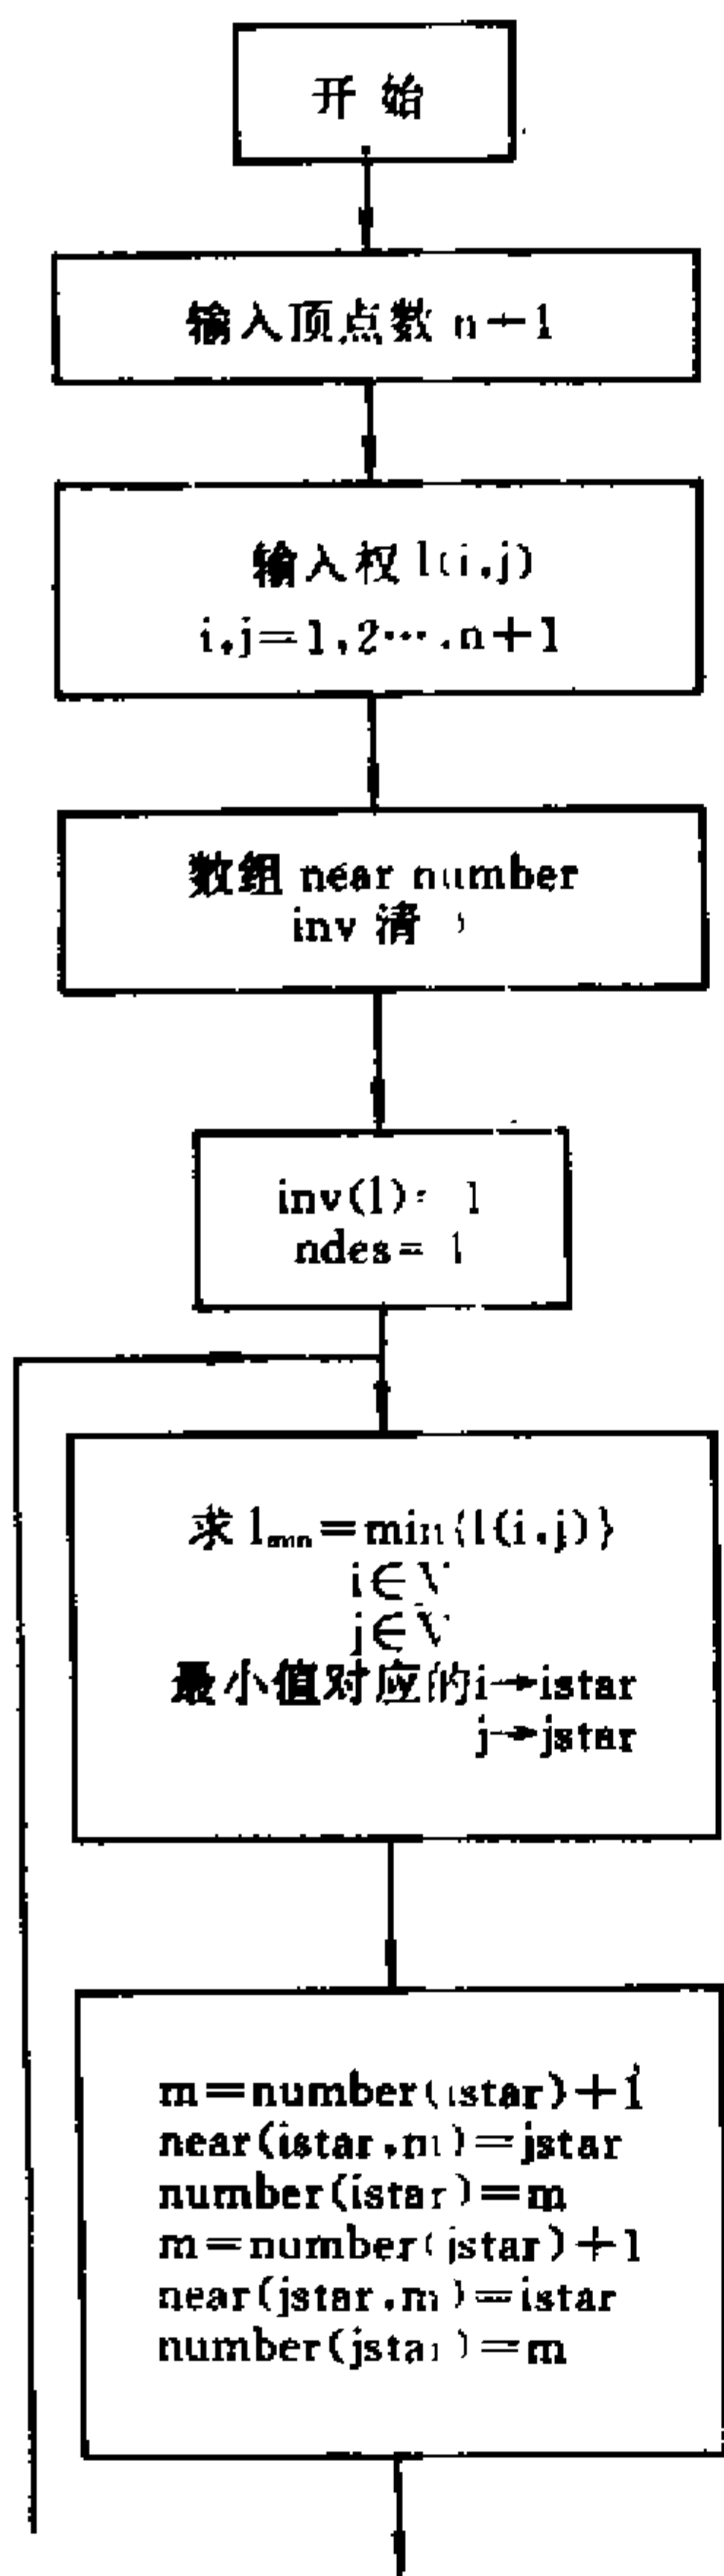 开始
输入顶点数 n+1
输入权 l(i,j)
i,j=1,2…,n+1
数组 near number
inv 清
inv(1)= 1
ndes= 1
求 l_min=min{l(i,j)}
i∈V
j∈V
最小值对应的i→istar
j→jstar
m=number(istar)+1
near(istar,m)=jstar
number(istar)=m
m=number(jstar)+1
near(jstar,m)=istar
number(jstar)=m